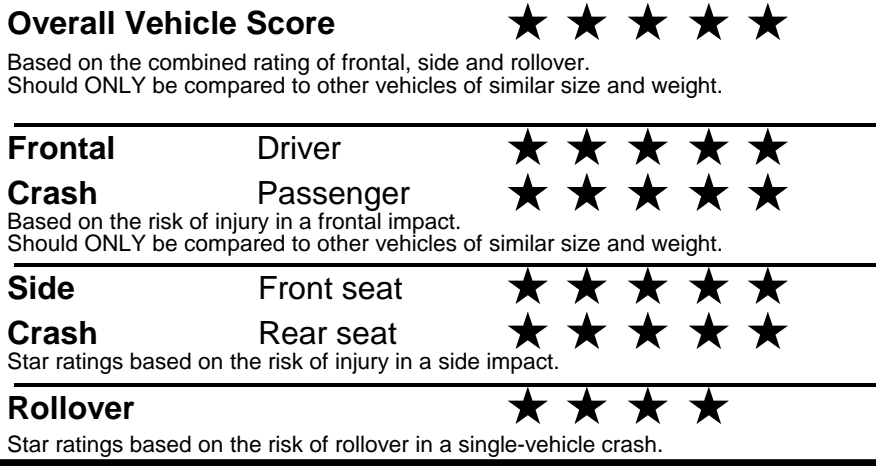 Overall Vehicle Score ★ ★ ★ ★ ★
Based on the combined rating of frontal, side and rollover.
Should ONLY be compared to other vehicles of similar size and weight.
Frontal Driver ★ ★ ★ ★ ★
Crash Passenger ★ ★ ★ ★ ★
Based on the risk of injury in a frontal impact.
Should ONLY be compared to other vehicles of similar size and weight.
Side Front seat ★ ★ ★ ★ ★
Crash Rear seat ★ ★ ★ ★ ★
Star ratings based on the risk of injury in a side impact.
Rollover ★ ★ ★ ★
Star ratings based on the risk of rollover in a single-vehicle crash.